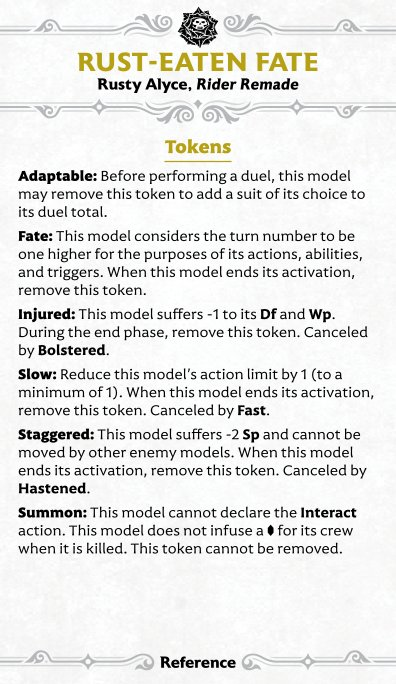 RUST-EATEN FATE
Rusty Alyce, Rider Remade
Tokens
Adaptable: Before performing a duel, this model
may remove this token to add a suit of its choice to
its duel total.
Fate: This model considers the turn number to be
one higher for the purposes of its actions, abilities,
and triggers. When this model ends its activation,
remove this token.
Injured: This model suffers -1 to its Df and Wp.
During the end phase, remove this token. Canceled
by Bolstered.
Slow: Reduce this model's action limit by 1 (to a
minimum of 1). When this model ends its activation,
remove this token. Canceled by Fast.
Staggered: This model suffers -2 Sp and cannot be
moved by other enemy models. When this model
ends its activation, remove this token. Canceled by
Hastened.
Summon: This model cannot declare the Interact
action. This model does not infuse a for its crew
when it is killed. This token cannot be removed.
Reference